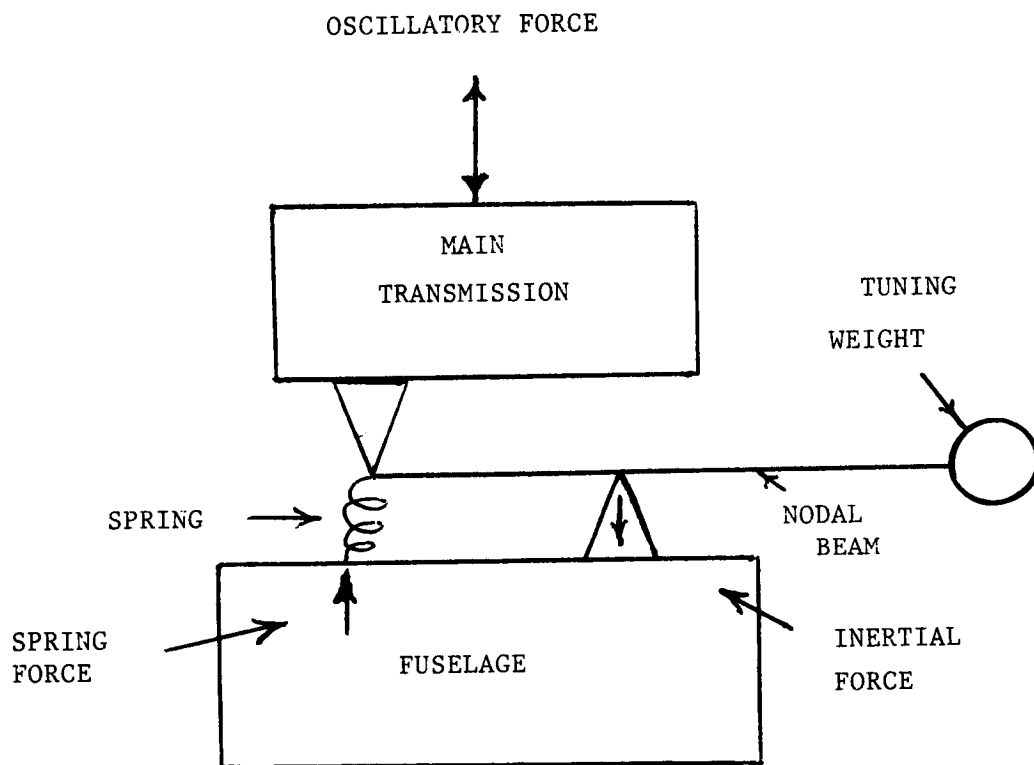 OSCILLATORY FORCE
MAIN
TRANSMISSION
TUNING
WEIGHT
SPRING
NODAL
BEAM
SPRING
FORCE
FUSELAGE
INERTIAL
FORCE